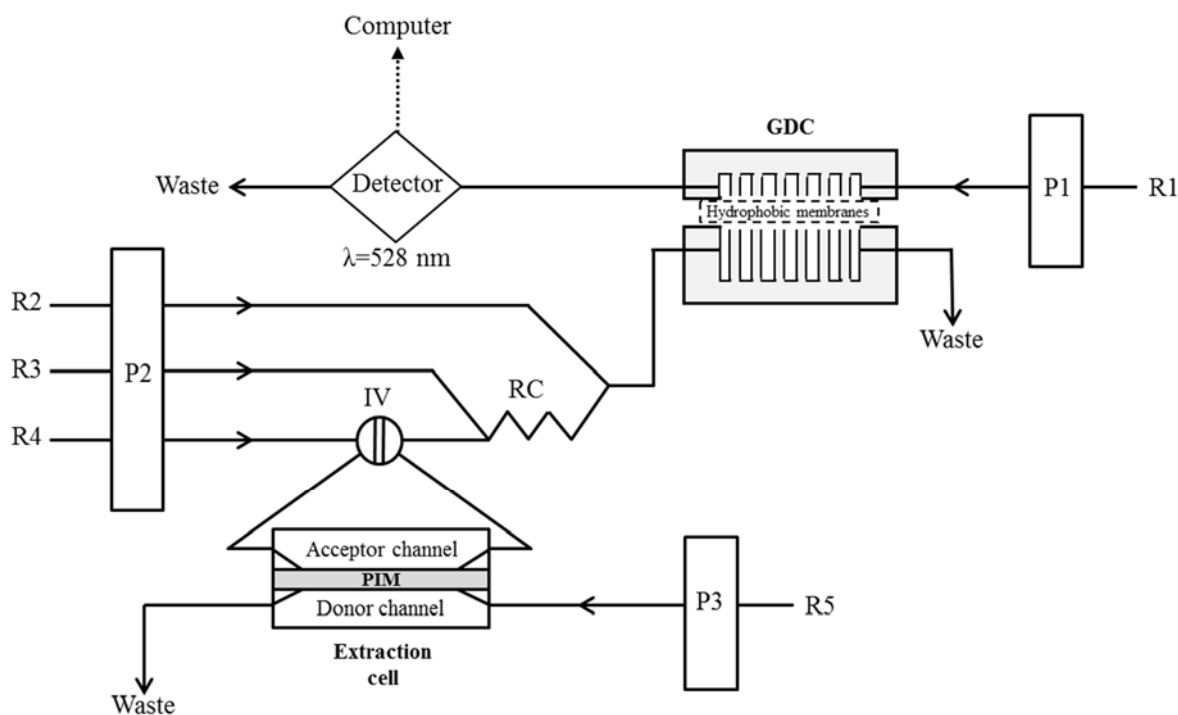 Computer
GDC
Waste
Detector
P1
R1
Hydrophobic membranes
λ=528 nm
R2
Waste
R3
P2
RC
IV
R4
Acceptor channel
PIM
Donor channel
P3
R5
Extraction
cell
Waste